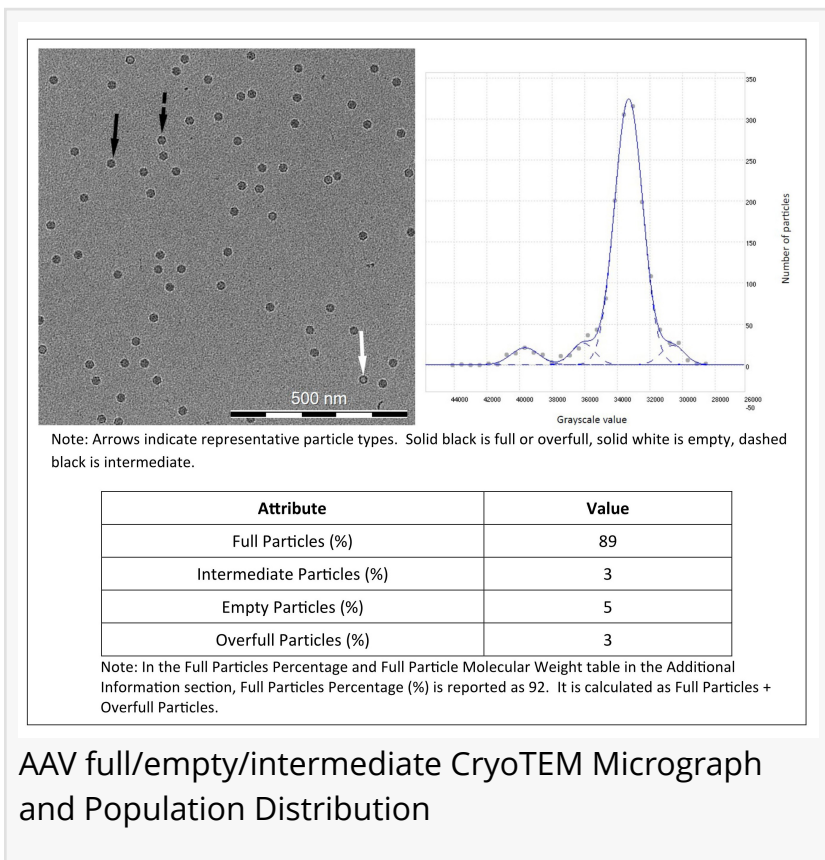 500 nm
350
300
250
200
150
100
50
0
-50
Number of particles
44000 42000 40000 38000 36000 34000 32000 30000 28000 26000
Grayscale value
Note: Arrows indicate representative particle types. Solid black is full or overfull, solid white is empty, dashed
black is intermediate.
Attribute Value
Full Particles (%) 89
Intermediate Particles (%) 3
Empty Particles (%) 5
Overfull Particles (%) 3
Note: In the Full Particles Percentage and Full Particle Molecular Weight table in the Additional
Information section, Full Particles Percentage (%) is reported as 92. It is calculated as Full Particles +
Overfull Particles.
AAV full/empty/intermediate CryoTEM Micrograph
and Population Distribution